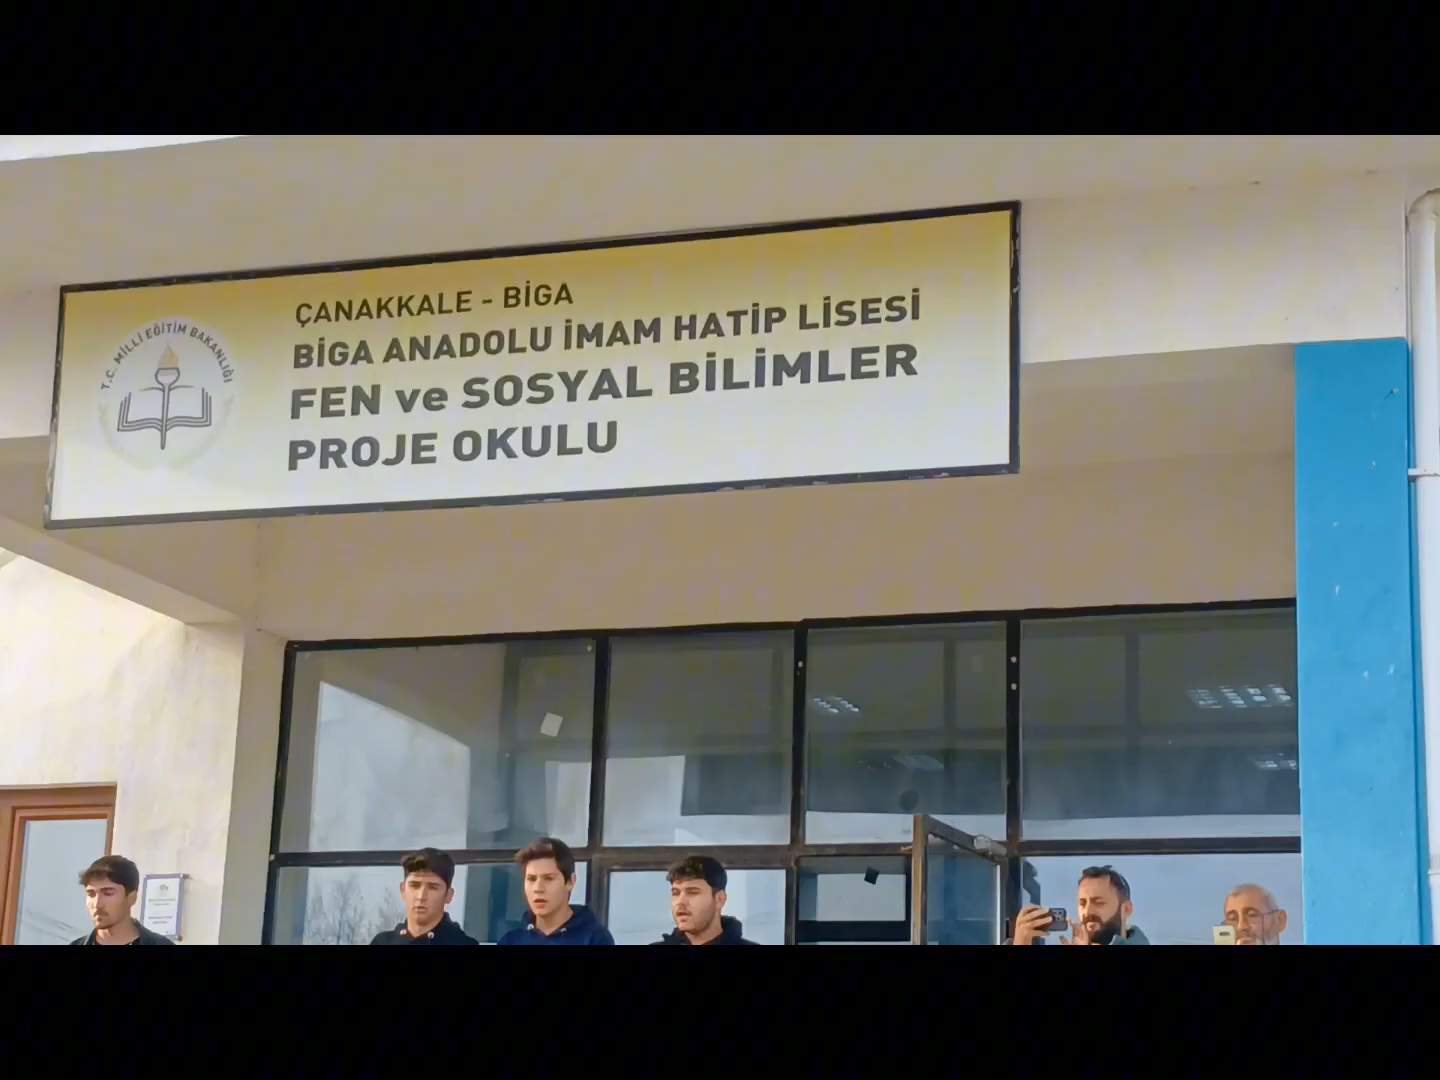 T.C. MİLLİ EĞİTİM BAKANLIĞI
ÇANAKKALE - BİGA
BİGA ANADOLU İMAM HATİP LİSESİ
FEN ve SOSYAL BİLİMLER
PROJE OKULU